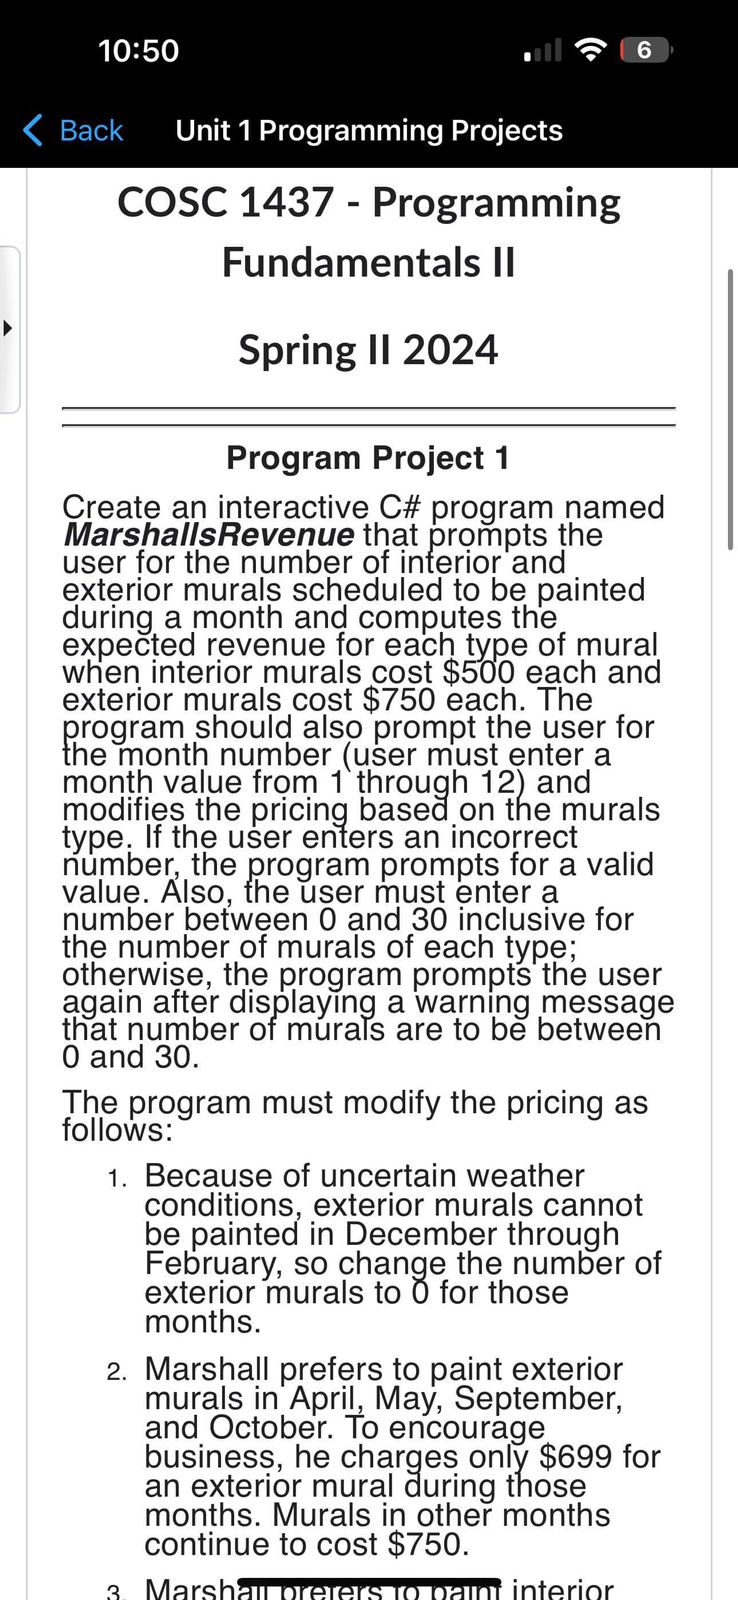 10:50
6
Back
Unit 1 Programming Projects
COSC 1437 - Programming
Fundamentals II
Spring II 2024
Program Project 1
Create an interactive C# program named
MarshallsRevenue that prompts the
user for the number of interior and
exterior murals scheduled to be painted
during a month and computes the
expected revenue for each type of mural
when interior murals cost $500 each and
exterior murals cost $750 each. The
program should also prompt the user for
the month number (user must enter a
month value from 1 through 12) and
modifies the pricing based on the murals
type. If the user enters an incorrect
number, the program prompts for a valid
value. Also, the user must enter a
number between 0 and 30 inclusive for
the number of murals of each type;
otherwise, the program prompts the user
again after displaying a warning message
that number of murals are to be between
0 and 30.
The program must modify the pricing as
follows:
1. Because of uncertain weather
conditions, exterior murals cannot
be painted in December through
February, so change the number of
exterior murals to 0 for those
months.
2. Marshall prefers to paint exterior
murals in April, May, September,
and October. To encourage
business, he charges only $699 for
an exterior mural during those
months. Murals in other months
continue to cost $750.
3. Marshall prefers to paint interior